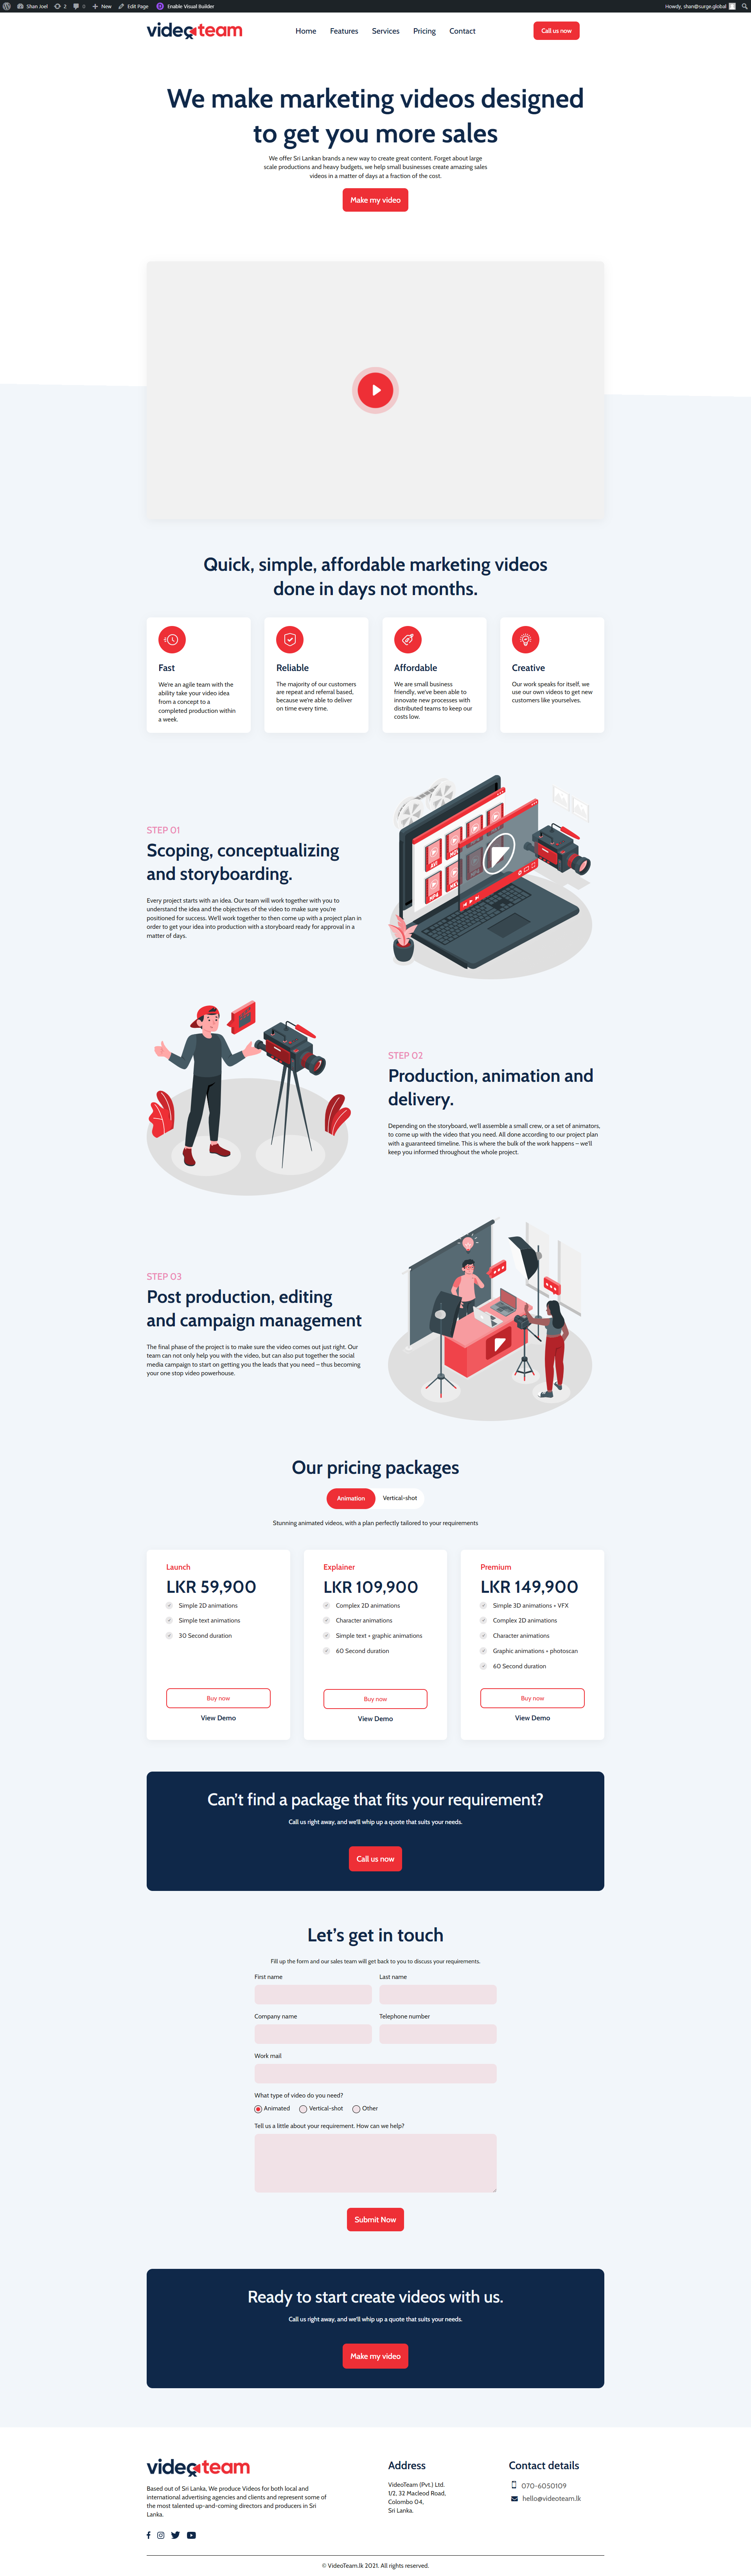 Shan Joel 2 0 New Edit Page Enable Visual Builder Howdy, shan@surge.global
videoteam Home Features Services Pricing Contact Call us now
We make marketing videos designed
to get you more sales
We offer Sri Lankan brands a new way to create great content. Forget about large
scale productions and heavy budgets, we help small businesses create amazing sales
videos in a matter of days at a fraction of the cost.
Make my video
Quick, simple, affordable marketing videos
done in days not months.
Fast
We're an agile team with the
ability take your video idea
from a concept to a
completed production within
a week.
Reliable
The majority of our customers
are repeat and referral based,
because we're able to deliver
on time every time.
Affordable
We are small business
friendly, we've been able to
innovate new processes with
distributed teams to keep our
costs low.
Creative
Our work speaks for itself, we
use our own videos to get new
customers like yourselves.
STEP 01
Scoping, conceptualizing
and storyboarding.
Every project starts with an idea. Our team will work together with you to
understand the idea and the objectives of the video to make sure you're
positioned for success. We'll work together to then come up with a project plan in
order to get your idea into production with a storyboard ready for approval in a
matter of days.
STEP 02
Production, animation and
delivery.
Depending on the storyboard, we'll assemble a small crew, or a set of animators,
to come up with the video that you need. All done according to our project plan
with a guaranteed timeline. This is where the bulk of the work happens – we'll
keep you informed throughout the whole project.
STEP 03
Post production, editing
and campaign management
The final phase of the project is to make sure the video comes out just right. Our
team can not only help you with the video, but can also put together the social
media campaign to start on getting you the leads that you need – thus becoming
your one stop video powerhouse.
Our pricing packages
Animation Vertical-shot
Stunning animated videos, with a plan perfectly tailored to your requirements
Launch
LKR 59,900
Simple 2D animations
Simple text animations
30 Second duration
Buy now
View Demo
Explainer
LKR 109,900
Complex 2D animations
Character animations
Simple text + graphic animations
60 Second duration
Buy now
View Demo
Premium
LKR 149,900
Simple 3D animations + VFX
Complex 2D animations
Character animations
Graphic animations + photoscan
60 Second duration
Buy now
View Demo
Can't find a package that fits your requirement?
Call us right away, and we'll whip up a quote that suits your needs.
Call us now
Let's get in touch
Fill up the form and our sales team will get back to you to discuss your requirements.
First name Last name
Company name Telephone number
Work mail
What type of video do you need?
Animated Vertical-shot Other
Tell us a little about your requirement. How can we help?
Submit Now
Ready to start create videos with us.
Call us right away, and we'll whip up a quote that suits your needs.
Make my video
videoteam
Based out of Sri Lanka, We produce Videos for both local and
international advertising agencies and clients and represent some of
the most talented up-and-coming directors and producers in Sri
Lanka.
Address
VideoTeam (Pvt.) Ltd,
1/2, 32 Macleod Road,
Colombo 04,
Sri Lanka.
Contact details
070-6050109
hello@videoteam.lk
© VideoTeam.lk 2021. All rights reserved.